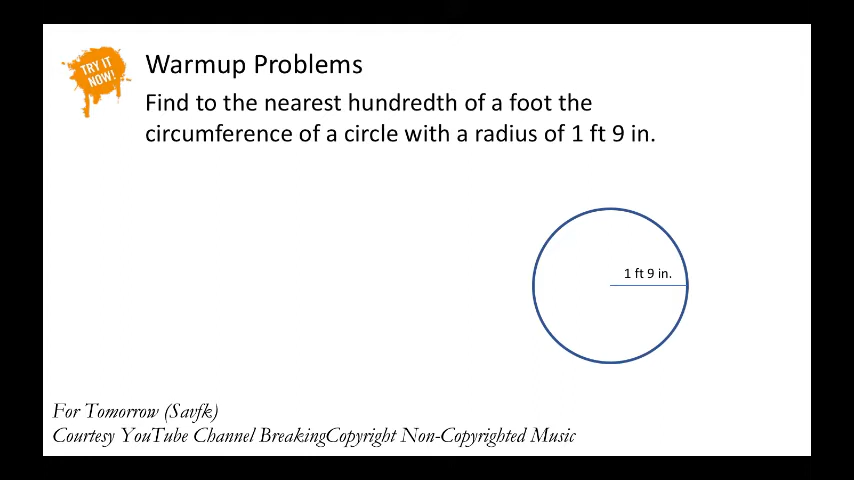 TRY IT
NOW!
Warmup Problems
Find to the nearest hundredth of a foot the
circumference of a circle with a radius of 1 ft 9 in.
1 ft 9 in.
For Tomorrow (Savfk)
Courtesy YouTube Channel BreakingCopyright Non-Copyrighted Music